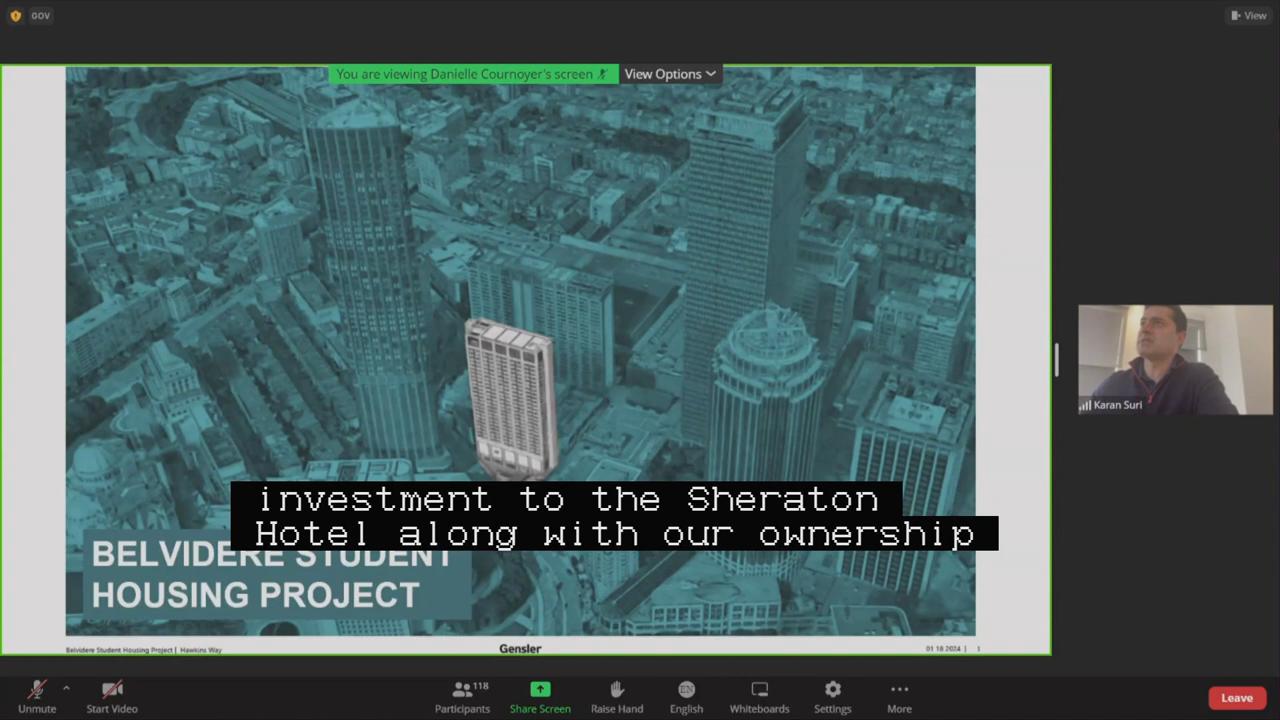 GOV
View
You are viewing Danielle Cournoyer's screen
View Options
investment to the Sheraton
Hotel along with our ownership
BELVIDERE STUDENT
HOUSING PROJECT
Karan Suri
Belvidere Student Housing Project | Hawkins Way
Gensler
01 18 2024 | 1
Unmute
Start Video
118
Participants
Share Screen
Raise Hand
EN
English
Whiteboards
Settings
More
Leave